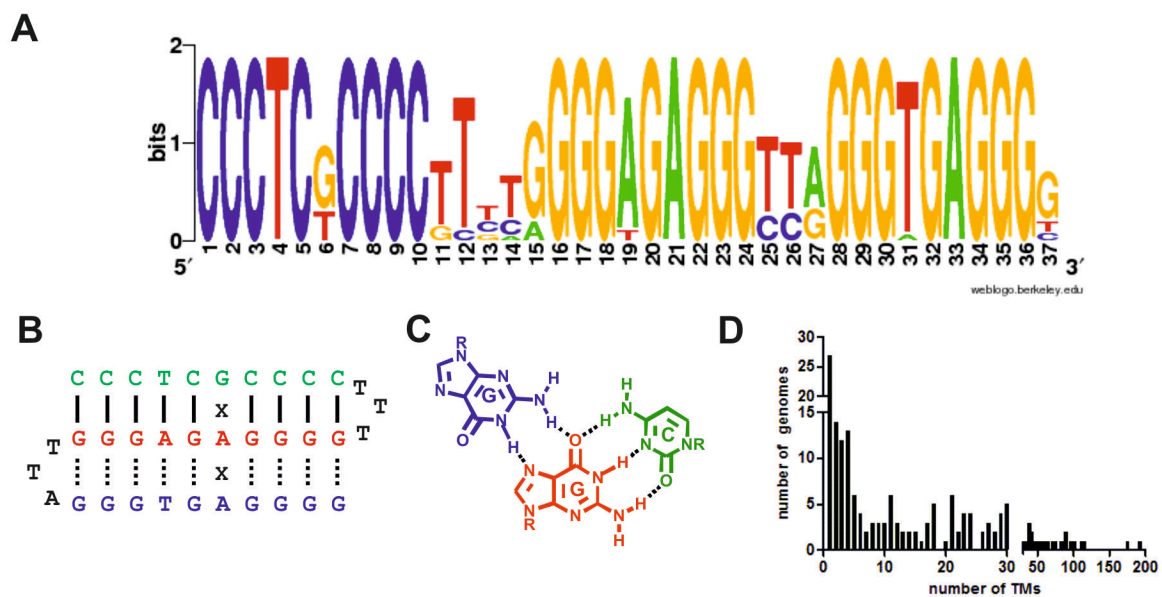 A
2
bits
1
0
CCCTCGCCCCTTTTGGGGAGAGGGTTAGGGTGAGGGG
TGCCCATCCGATC
GGA
1 2 3 4 5 6 7 8 9 10 11 12 13 14 15 16 17 18 19 20 21 22 23 24 25 26 27 28 29 30 31 32 33 34 35 36 37
5′ 3′
weblogo.berkeley.edu
B
C C C T C G C C C C T
x T
G G G A G A G G G G T
T
T x
A G G G T G A G G G G
C
R
N
N
G
N
N
H
N
H
O
N
H
H
H
N
C
N
N
R
O
O
N
H
N
G
N
R
N
N
H
H
D
number of genomes
30
25
20
15
10
5
0
0 10 20 30 50 100 150 200
number of TMs